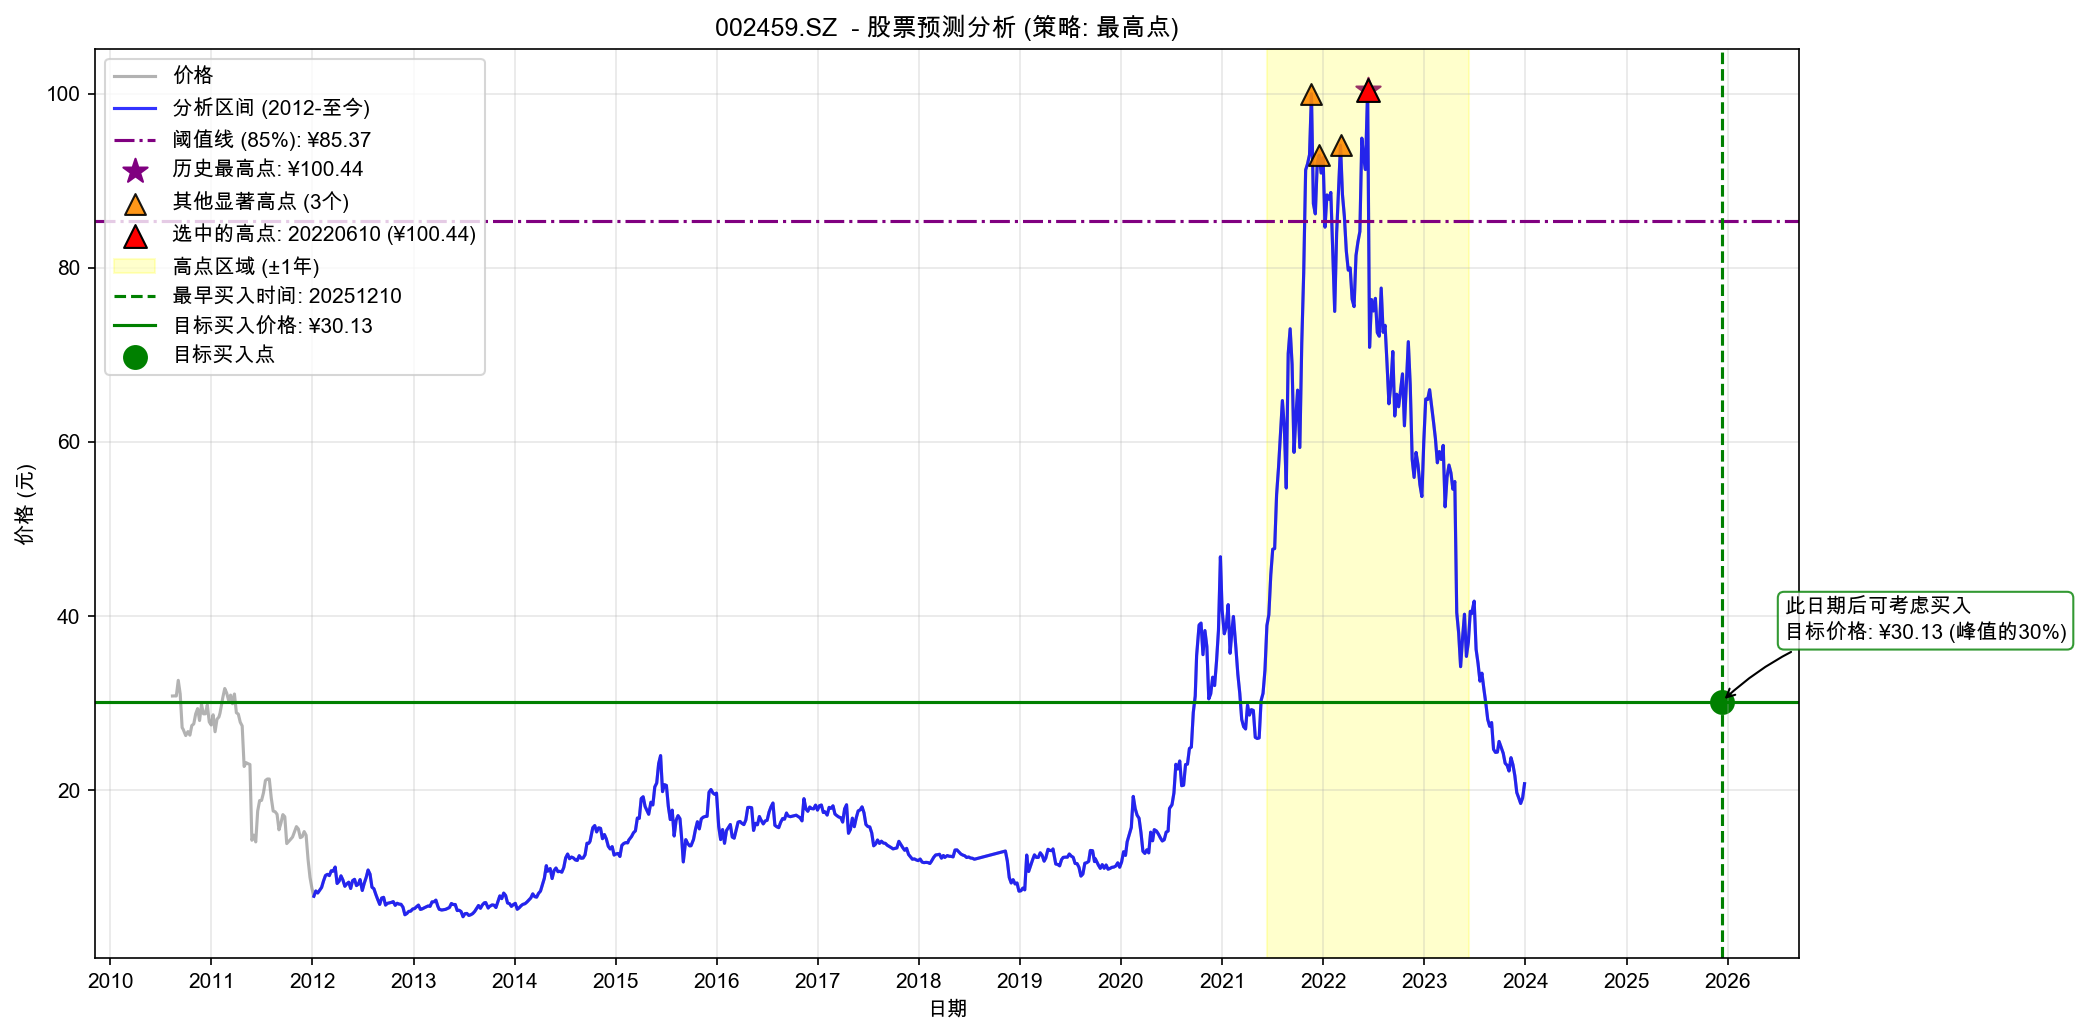 002459.SZ - 股票预测分析 (策略: 最高点)
价格
分析区间 (2012-至今)
阈值线 (85%): ¥85.37
历史最高点: ¥100.44
其他显著高点 (3个)
选中的高点: 20220610 (¥100.44)
高点区域 (±1年)
最早买入时间: 20251210
目标买入价格: ¥30.13
目标买入点
100
80
60
40
20
价格 (元)
此日期后可考虑买入
目标价格: ¥30.13 (峰值的30%)
2010 2011 2012 2013 2014 2015 2016 2017 2018 2019 2020 2021 2022 2023 2024 2025 2026
日期